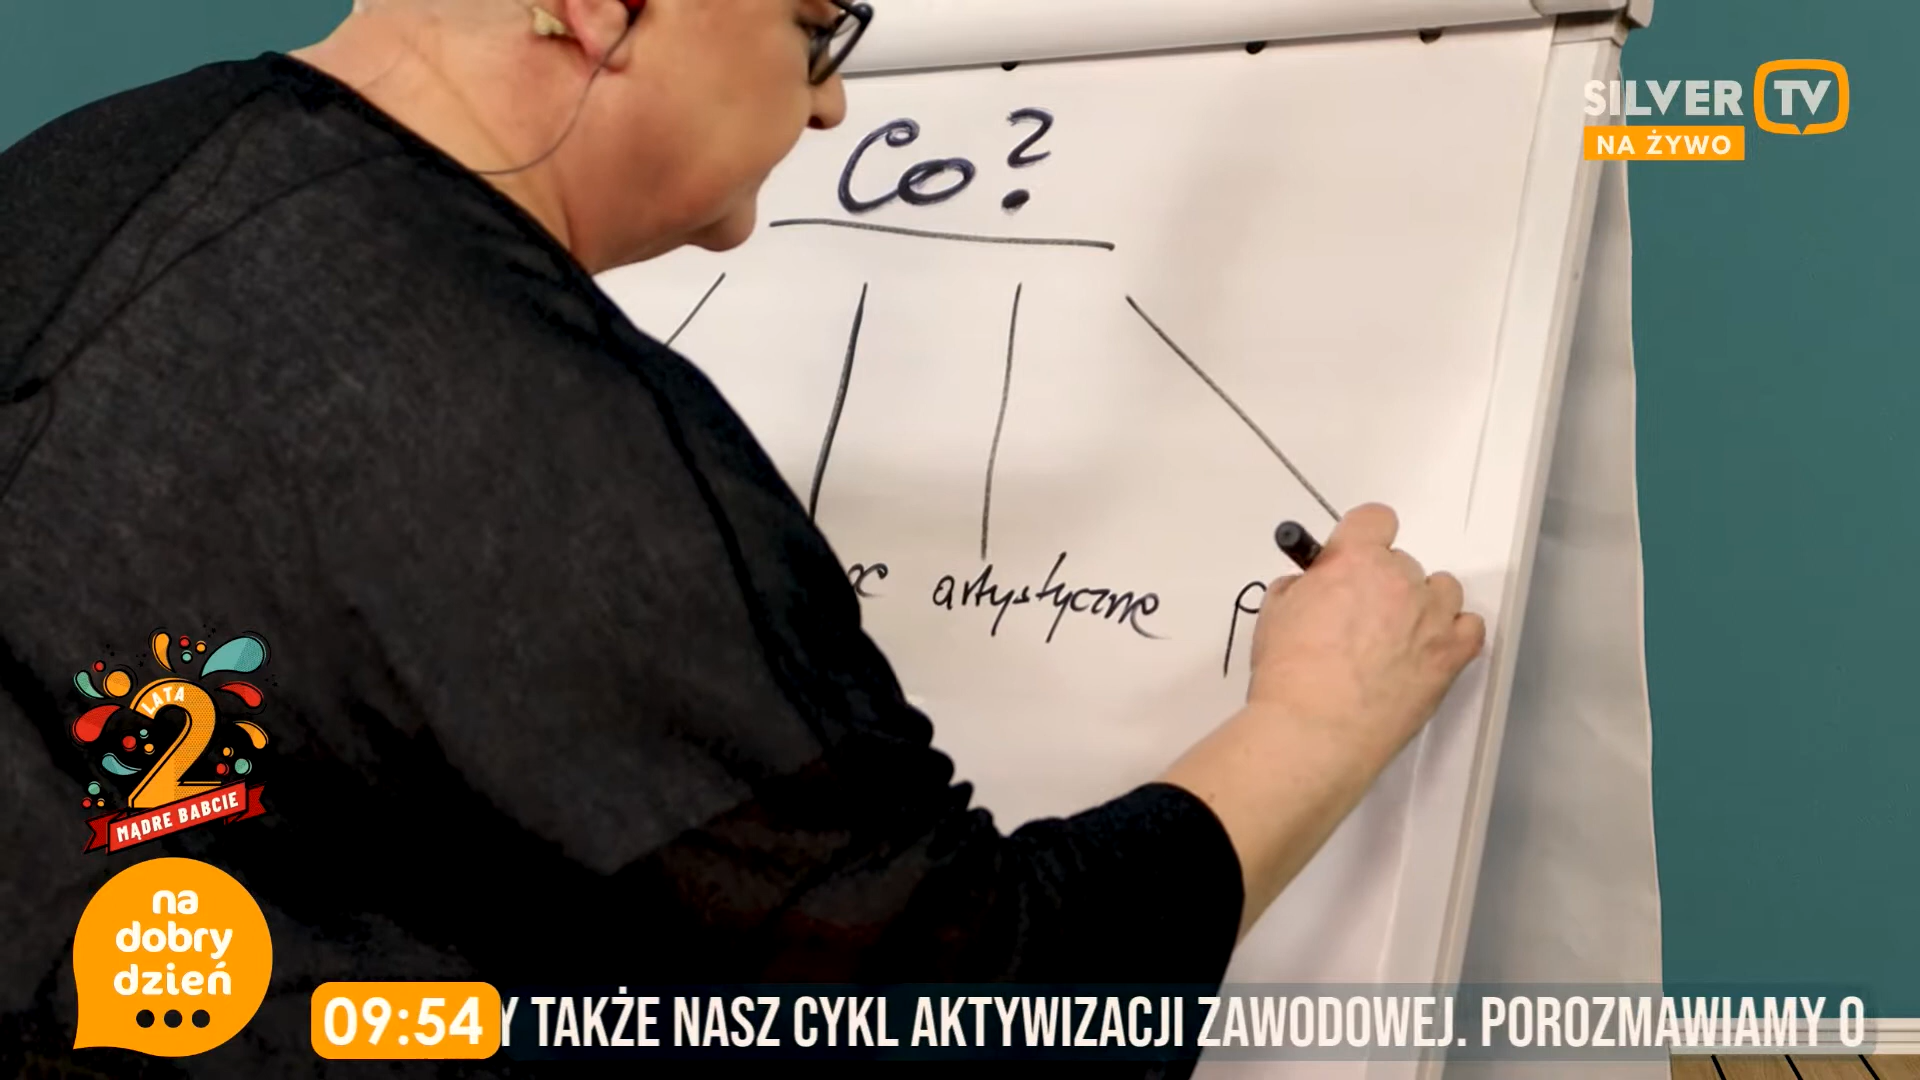 Co?
SILVER TV
NA ŻYWO
artystyczne
LATA
2
MĄDRE BABCIE
na
dobry
dzień
09:54
Y TAKŻE NASZ CYKL AKTYWIZACJI ZAWODOWEJ. POROZMAWIAMY O